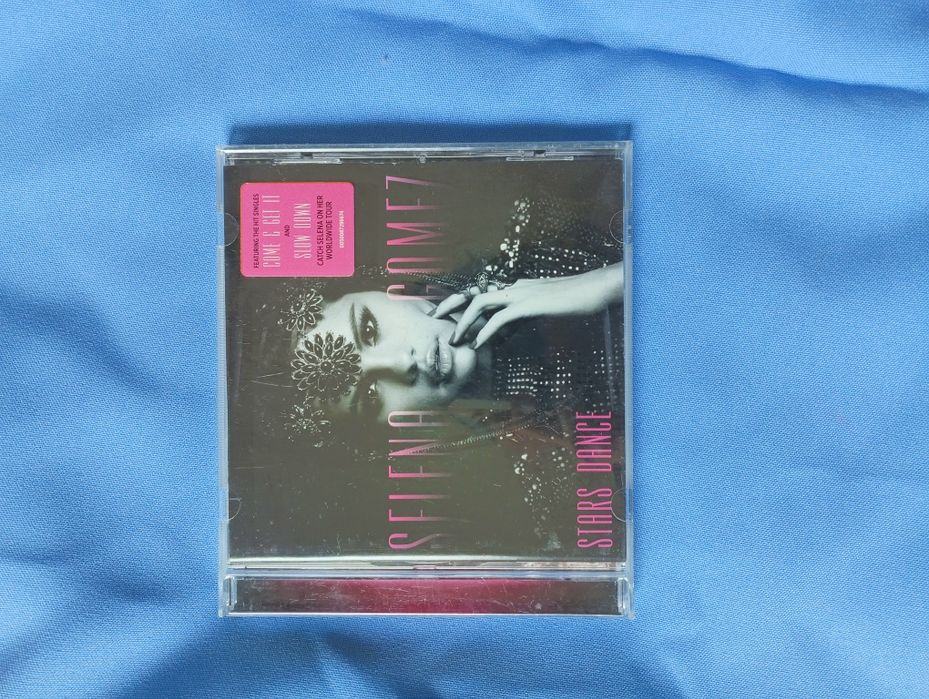 FEATURING THE HIT SINGLES
COME & GET IT
AND
SLOW DOWN
CATCH SELENA ON HER
WORLDWIDE TOUR
SELENA GOMEZ
STARS DANCE